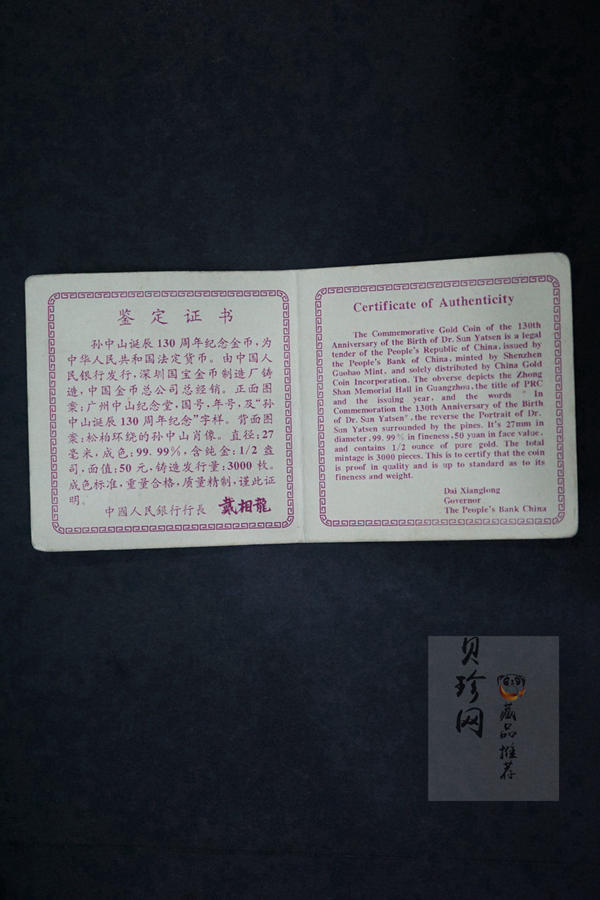 鉴定证书
孙中山诞辰130周年纪念金币，为
中华人民共和国法定货币。由中国人
民银行发行，深圳国宝金币制造厂铸
造，中国金币总公司总经销。正面图
案：广州中山纪念堂，国号，年号，及“孙
中山诞辰130周年纪念”字样。背面图
案：松柏环绕的孙中山肖像。直径：27
毫米，成色：99.99%，含纯金：1/2盎
司，面值：50元，铸造发行量：3000枚。
成色标准，重量合格，质量精制，谨此证
明。
中國人民銀行行長 戴相龍
Certificate of Authenticity
The Commemorative Gold Coin of the 130th
Anniversary of the Birth of Dr. Sun Yatsen is a legal
tender of the People's Republic of China, issued by
the People's Bank of China, minted by Shenzhen
Guobao Mint, and solely distributed by China Gold
Coin Incorporation. The obverse depicts the Zhong
Shan Memorial Hall in Guangzhou, the title of PRC
and the issuing year, and the words "In
Commemoration the 130th Anniversary of the Birth
of Dr. Sun Yatsen", the reverse the Portrait of Dr.
Sun Yatsen surrounded by the pines. It's 27mm in
diameter, 99.99% in fineness, 50 yuan in face value,
and contains 1/2 ounce of pure gold. The total
mintage is 3000 pieces. This is to certify that the coin
is proof in quality and is up to standard as to its
fineness and weight.
Dai Xianglong
Governor
The People's Bank China
贝珍网
藏品推荐